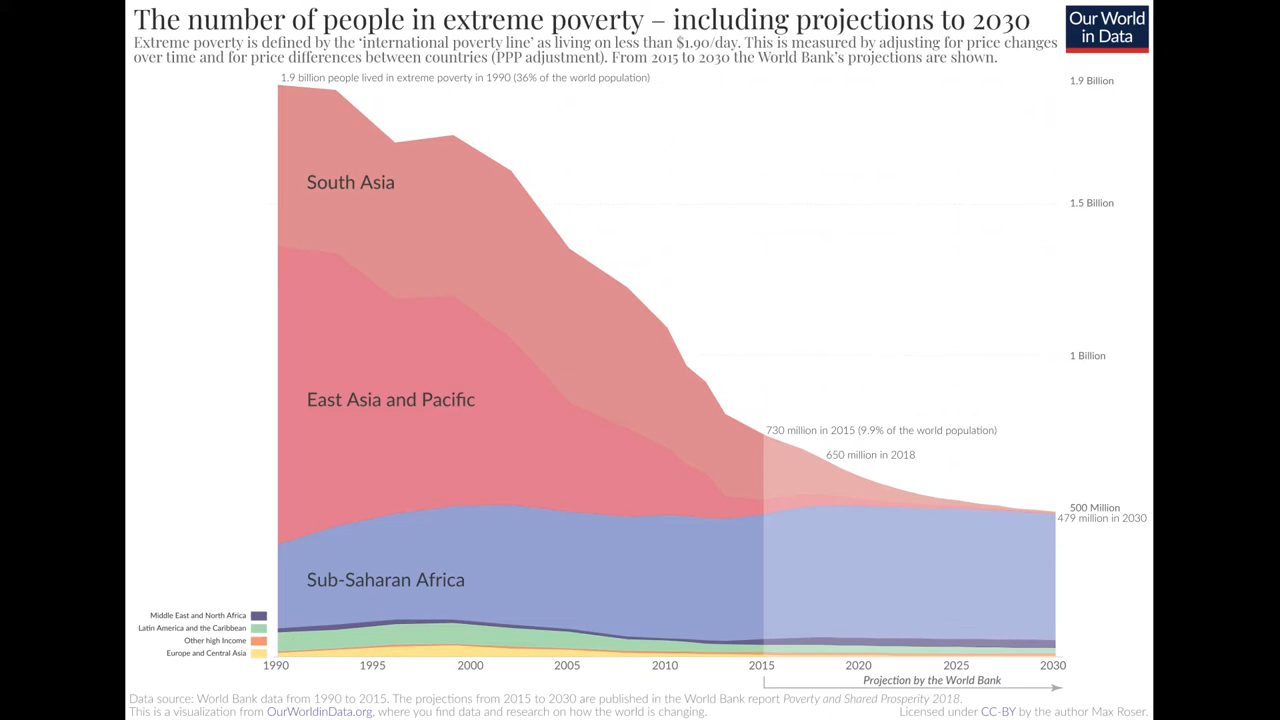 The number of people in extreme poverty – including projections to 2030
Our World
in Data
Extreme poverty is defined by the ‘international poverty line’ as living on less than $1.90/day. This is measured by adjusting for price changes
over time and for price differences between countries (PPP adjustment). From 2015 to 2030 the World Bank’s projections are shown.
1.9 billion people lived in extreme poverty in 1990 (36% of the world population)
1.9 Billion
South Asia
1.5 Billion
1 Billion
East Asia and Pacific
730 million in 2015 (9.9% of the world population)
650 million in 2018
500 Million
479 million in 2030
Sub-Saharan Africa
Middle East and North Africa
Latin America and the Caribbean
Other high Income
Europe and Central Asia
1990 1995 2000 2005 2010 2015 2020 2025 2030
Projection by the World Bank
Data source: World Bank data from 1990 to 2015. The projections from 2015 to 2030 are published in the World Bank report Poverty and Shared Prosperity 2018.
This is a visualization from OurWorldinData.org, where you find data and research on how the world is changing.
Licensed under CC-BY by the author Max Roser.